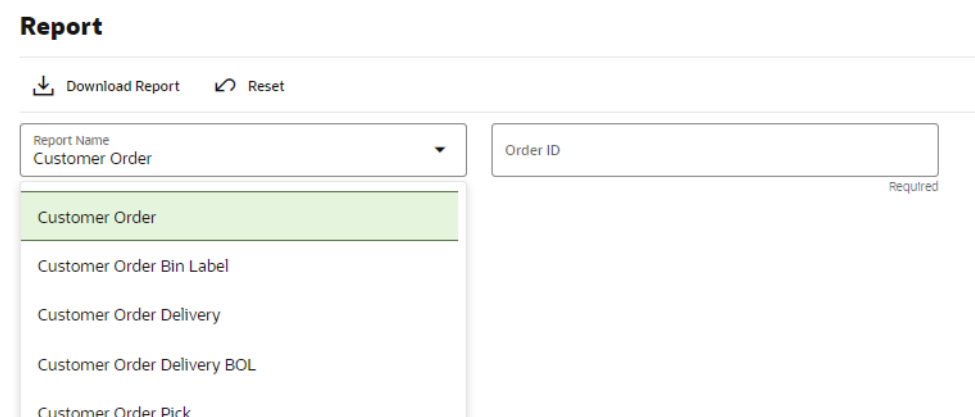 Report
Download Report
Reset
Report Name
Customer Order
Order ID
Required
Customer Order
Customer Order Bin Label
Customer Order Delivery
Customer Order Delivery BOL
Customer Order Pick